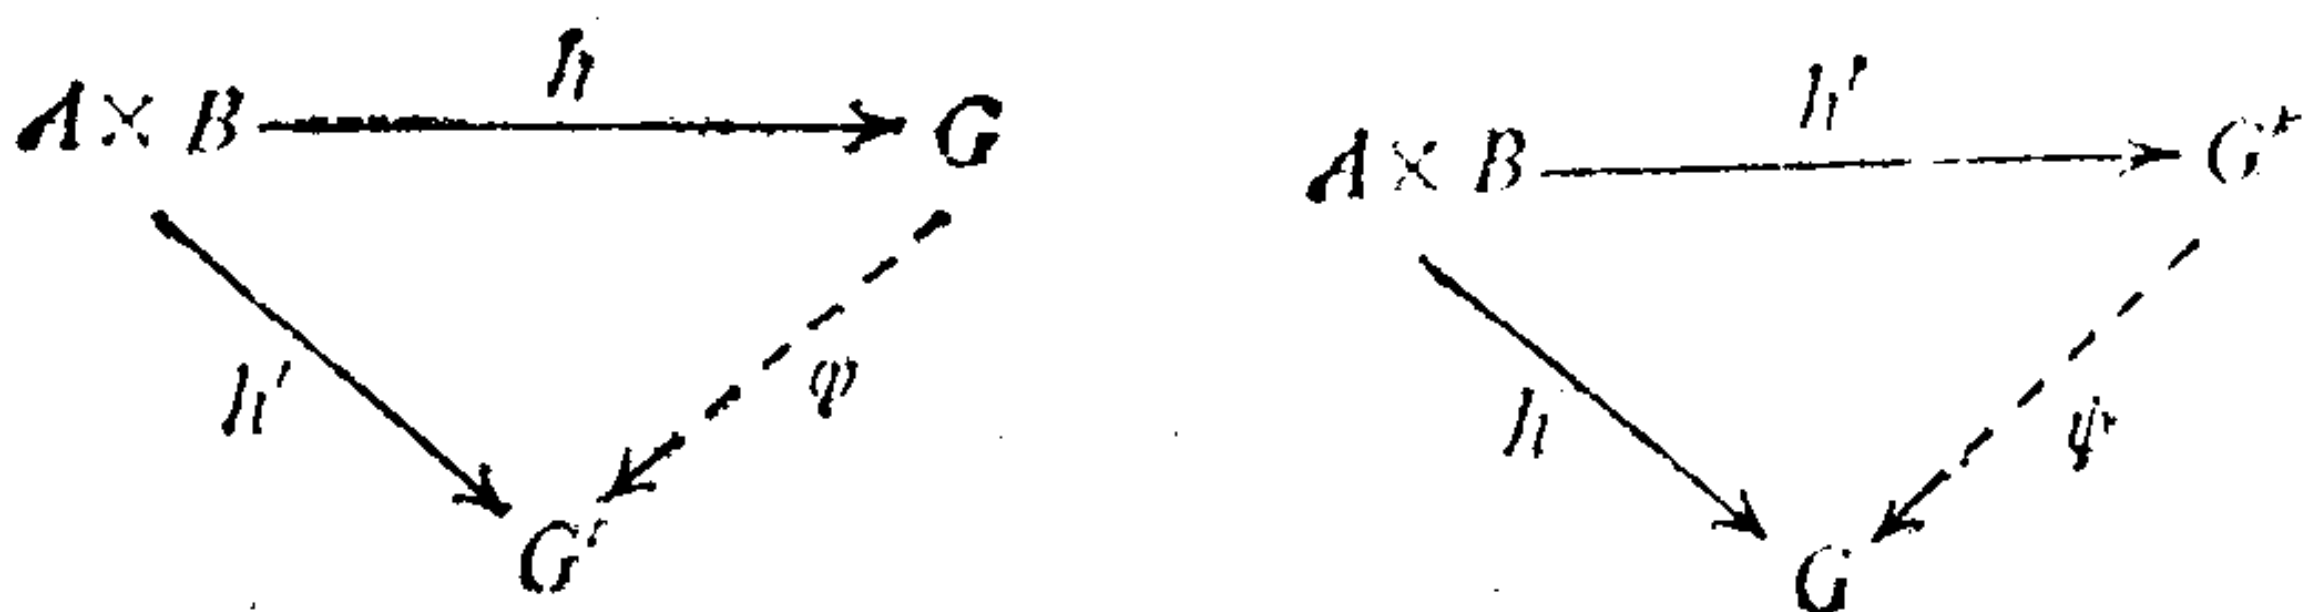 A × B h G
h' φ
G'
A × B h' G'
h ψ
G